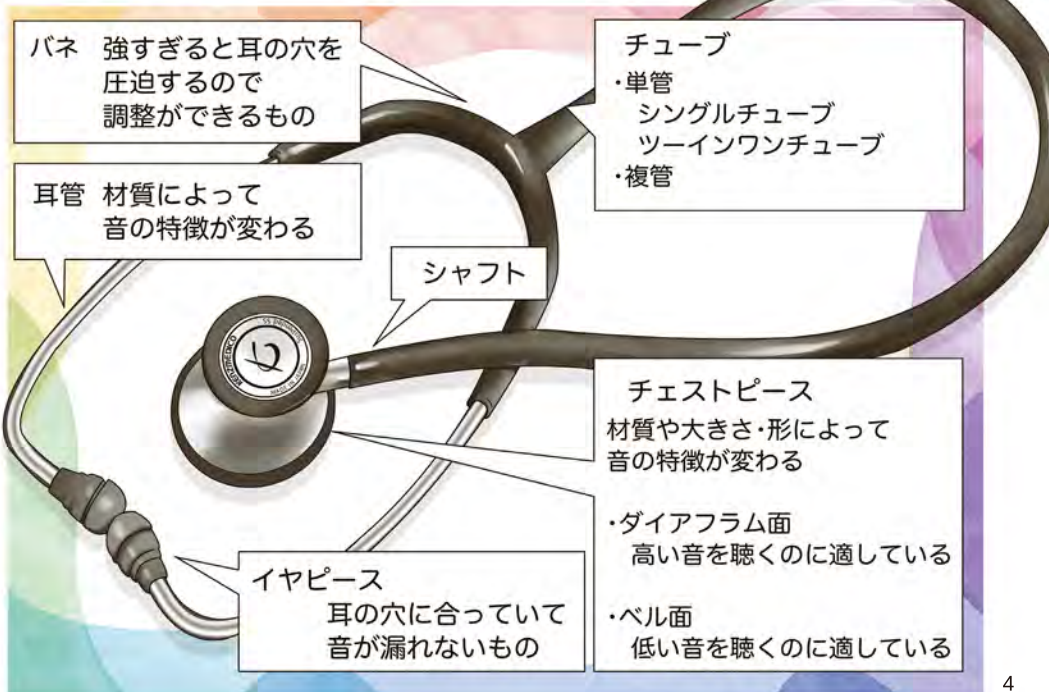 バネ 強すぎると耳の穴を
圧迫するので
調整ができるもの
チューブ
・単管
シングルチューブ
ツーインワンチューブ
・複管
耳管 材質によって
音の特徴が変わる
シャフト
KENZMEDICO
チェストピース
材質や大きさ・形によって
音の特徴が変わる
・ダイアフラム面
高い音を聴くのに適している
・ベル面
低い音を聴くのに適している
イヤピース
耳の穴に合っていて
音が漏れないもの
4